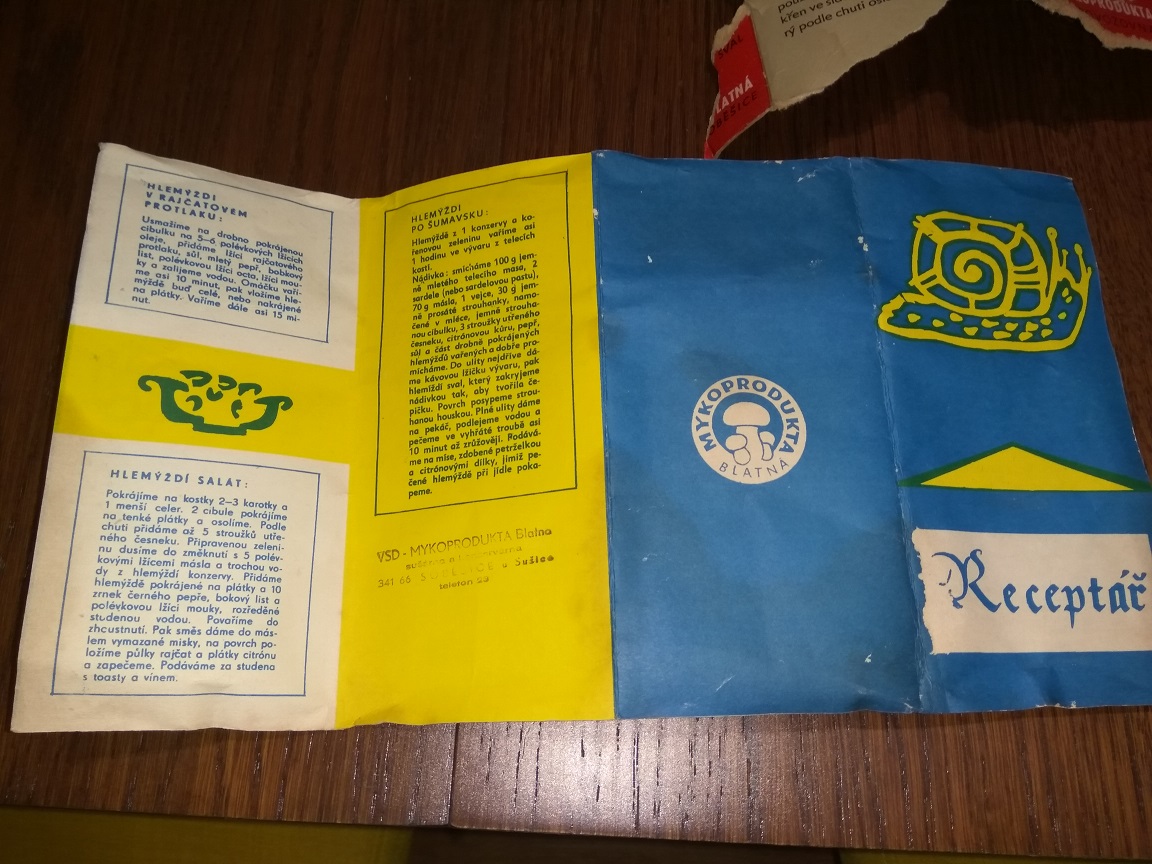 HLEMÝŽDI
V RAJČATOVÉM
PROTLAKU:
Usmažíme na drobno pokrájenou
cibulku na 5–6 polévkových lžících
oleje, přidáme lžíci rajčatového
protlaku, sůl, mletý pepř, bobkový
list, polévkovou lžíci octa, lžíci mou-
ky a zalijeme vodou. Omáčku vaří-
me asi 10 minut, pak vložíme hle-
mýždě buď celé, nebo nakrájené
na plátky. Vaříme dále asi 15 mi-
nut.
HLEMÝŽDÍ SALÁT:
Pokrájíme na kostky 2–3 karotky a
1 menší celer. 2 cibule pokrájíme
na tenké plátky a osolíme. Podle
chuti přidáme až 5 stroužků utře-
ného česneku. Připravenou zeleni-
nu dusíme do změknutí s 5 polév-
kovými lžícemi másla a trochou vo-
dy z hlemýždí konzervy. Přidáme
hlemýždě pokrájené na plátky a 10
zrnek černého pepře, bokový list a
polévkovou lžíci mouky, rozředěné
studenou vodou. Povaříme do
zhcustnutí. Pak směs dáme do más-
lem vymazané misky, na povrch po-
ložíme půlky rajčat a plátky citrónu
a zapečeme. Podáváme za studena
s toasty a vínem.
HLEMÝŽDI
PO ŠUMAVSKU:
Hlemýždě z 1 konzervy a ko-
řenovou zeleninu vaříme asi
1 hodinu ve vývaru z telecích
kostí.
Nádivka: smícháme 100 g jem-
ně mletého telecího masa, 2
sardele (nebo sardelovou pastu),
70 g másla, 1 vejce, 30 g jem-
ně prosáté strouhanky, namo-
čené v mléce, jemně strouha-
nou cibulku, 3 stroužky utřeného
česneku, citrónovou kůru, pepř,
sůl a část drobně pokrájených
hlemýžďů vařených a dobře pro-
mícháme. Do ulity nejdříve dá-
me kávovou lžičku vývaru, pak
hlemíždí sval, který zakryjeme
nádivkou tak, aby tvořila če-
pičku. Povrch posypeme strou-
hanou houskou. Plné ulity dáme
na pekáč, podlejeme vodou a
pečeme ve vyhřáté troubě asi
10 minut až zrůžovějí. Podává-
me na míse, zdobené petrželkou
a citrónovými dílky, jimiž pe-
čené hlemýždě při jídle poka-
peme.
VSD - MYKOPRODUKTA Blatna
341 66 u Sušice
telefon 23
MYKOPRODUKTA
BLATNÁ
Receptář
křen ve
rý podle chuti
LATNÁ
OPRODUKTA